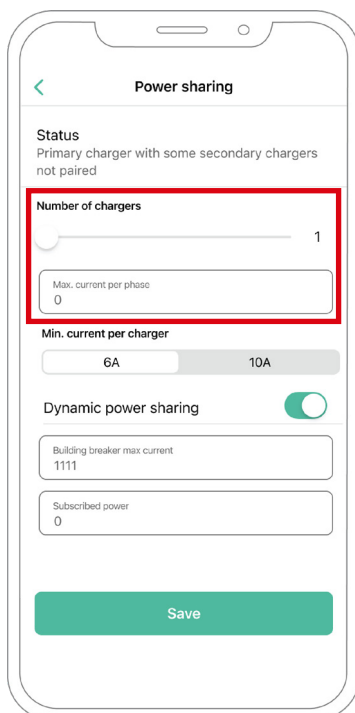 Power sharing
Status
Primary charger with some secondary chargers
not paired
Number of chargers
1
Max. current per phase
0
Min. current per charger
6A 10A
Dynamic power sharing
Building breaker max current
1111
Subscribed power
0
Save